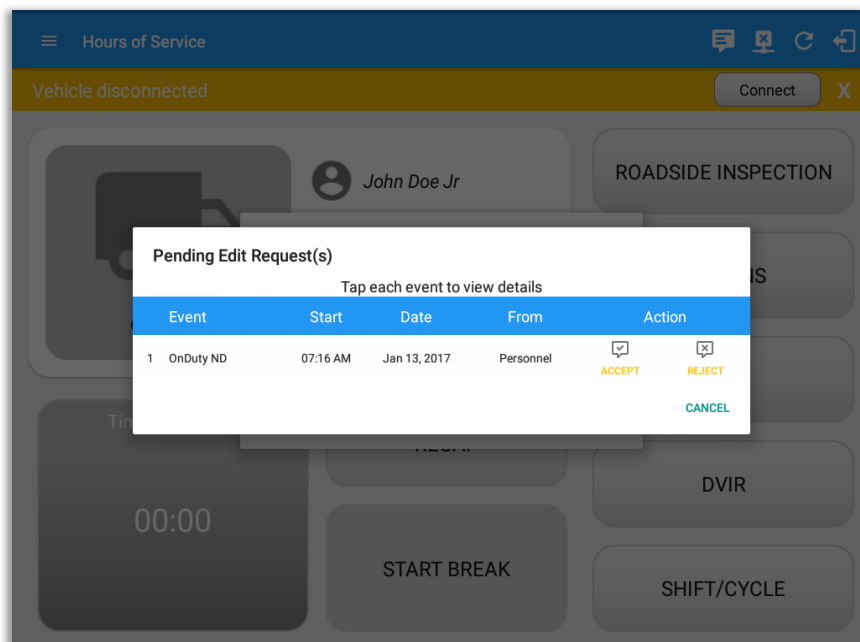 Hours of Service
Vehicle disconnected
Connect
X
John Doe Jr
ROADSIDE INSPECTION
Pending Edit Request(s)
Tap each event to view details
Event Start Date From Action
1 OnDuty ND 07:16 AM Jan 13, 2017 Personnel
ACCEPT REJECT
CANCEL
00:00
START BREAK
DVIR
SHIFT/CYCLE